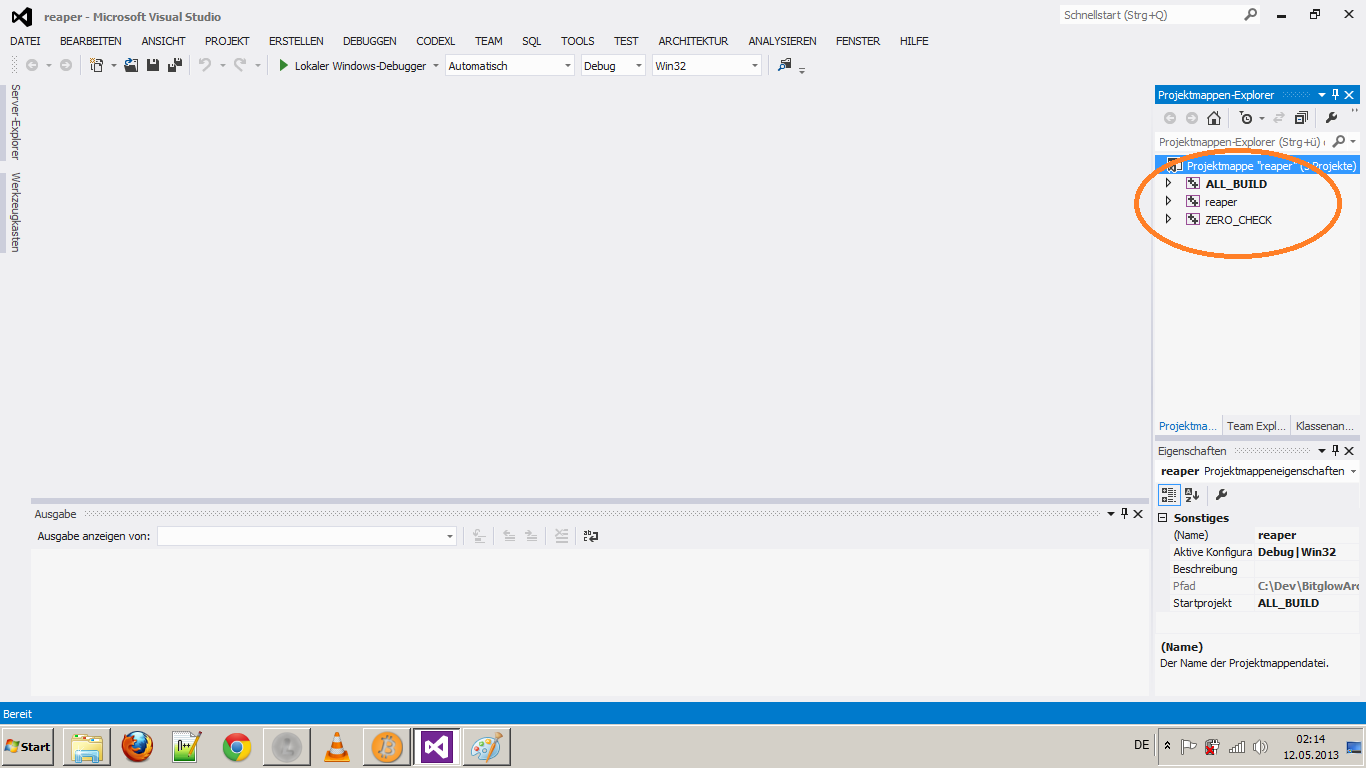 reaper - Microsoft Visual Studio
Schnellstart (Strg+Q)
DATEI BEARBEITEN ANSICHT PROJEKT ERSTELLEN DEBUGGEN CODEXL TEAM SQL TOOLS TEST ARCHITEKTUR ANALYSIEREN FENSTER HILFE
Lokaler Windows-Debugger Automatisch Debug Win32
Server-Explorer
Werkzeugkasten
Projektmappen-Explorer
Projektmappen-Explorer (Strg+ü)
Projektmappe "reaper" (3 Projekte)
ALL_BUILD
reaper
ZERO_CHECK
Projektma... Team Expl... Klassenan...
Eigenschaften
reaper Projektmappeneigenschaften
Sonstiges
(Name) reaper
Aktive Konfigura Debug|Win32
Beschreibung
Pfad C:\Dev\BitglowArc
Startprojekt ALL_BUILD
(Name)
Der Name der Projektmappendatei.
Ausgabe
Ausgabe anzeigen von:
Bereit
Start
DE
02:14
12.05.2013